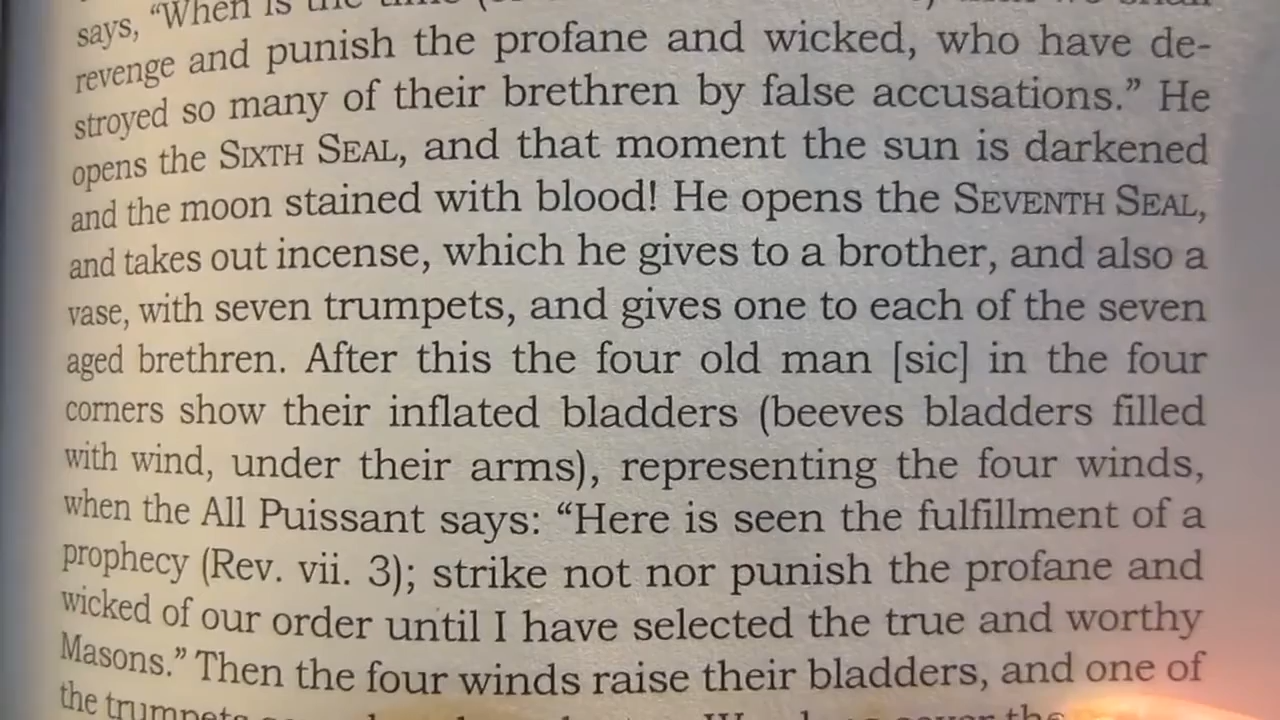 says, “When is the time
revenge and punish the profane and wicked, who have de-
stroyed so many of their brethren by false accusations.” He
opens the SIXTH SEAL, and that moment the sun is darkened
and the moon stained with blood! He opens the SEVENTH SEAL,
and takes out incense, which he gives to a brother, and also a
vase, with seven trumpets, and gives one to each of the seven
aged brethren. After this the four old man [sic] in the four
corners show their inflated bladders (beeves bladders filled
with wind, under their arms), representing the four winds,
when the All Puissant says: “Here is seen the fulfillment of a
prophecy (Rev. vii. 3); strike not nor punish the profane and
wicked of our order until I have selected the true and worthy
Masons.” Then the four winds raise their bladders, and one of
the trumpets